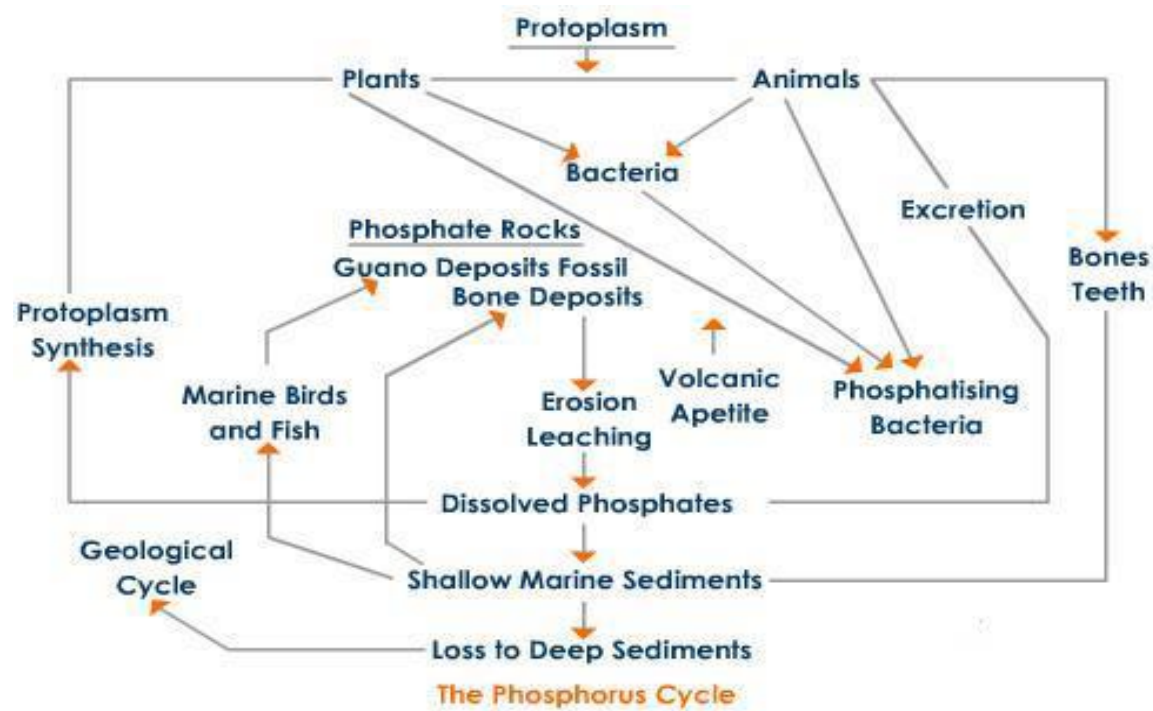 Protoplasm
Plants
Animals
Bacteria
Excretion
Phosphate Rocks
Guano Deposits Fossil
Bone Deposits
Bones
Teeth
Protoplasm
Synthesis
Marine Birds
and Fish
Erosion
Leaching
Volcanic
Apetite
Phosphatising
Bacteria
Dissolved Phosphates
Geological
Cycle
Shallow Marine Sediments
Loss to Deep Sediments
The Phosphorus Cycle